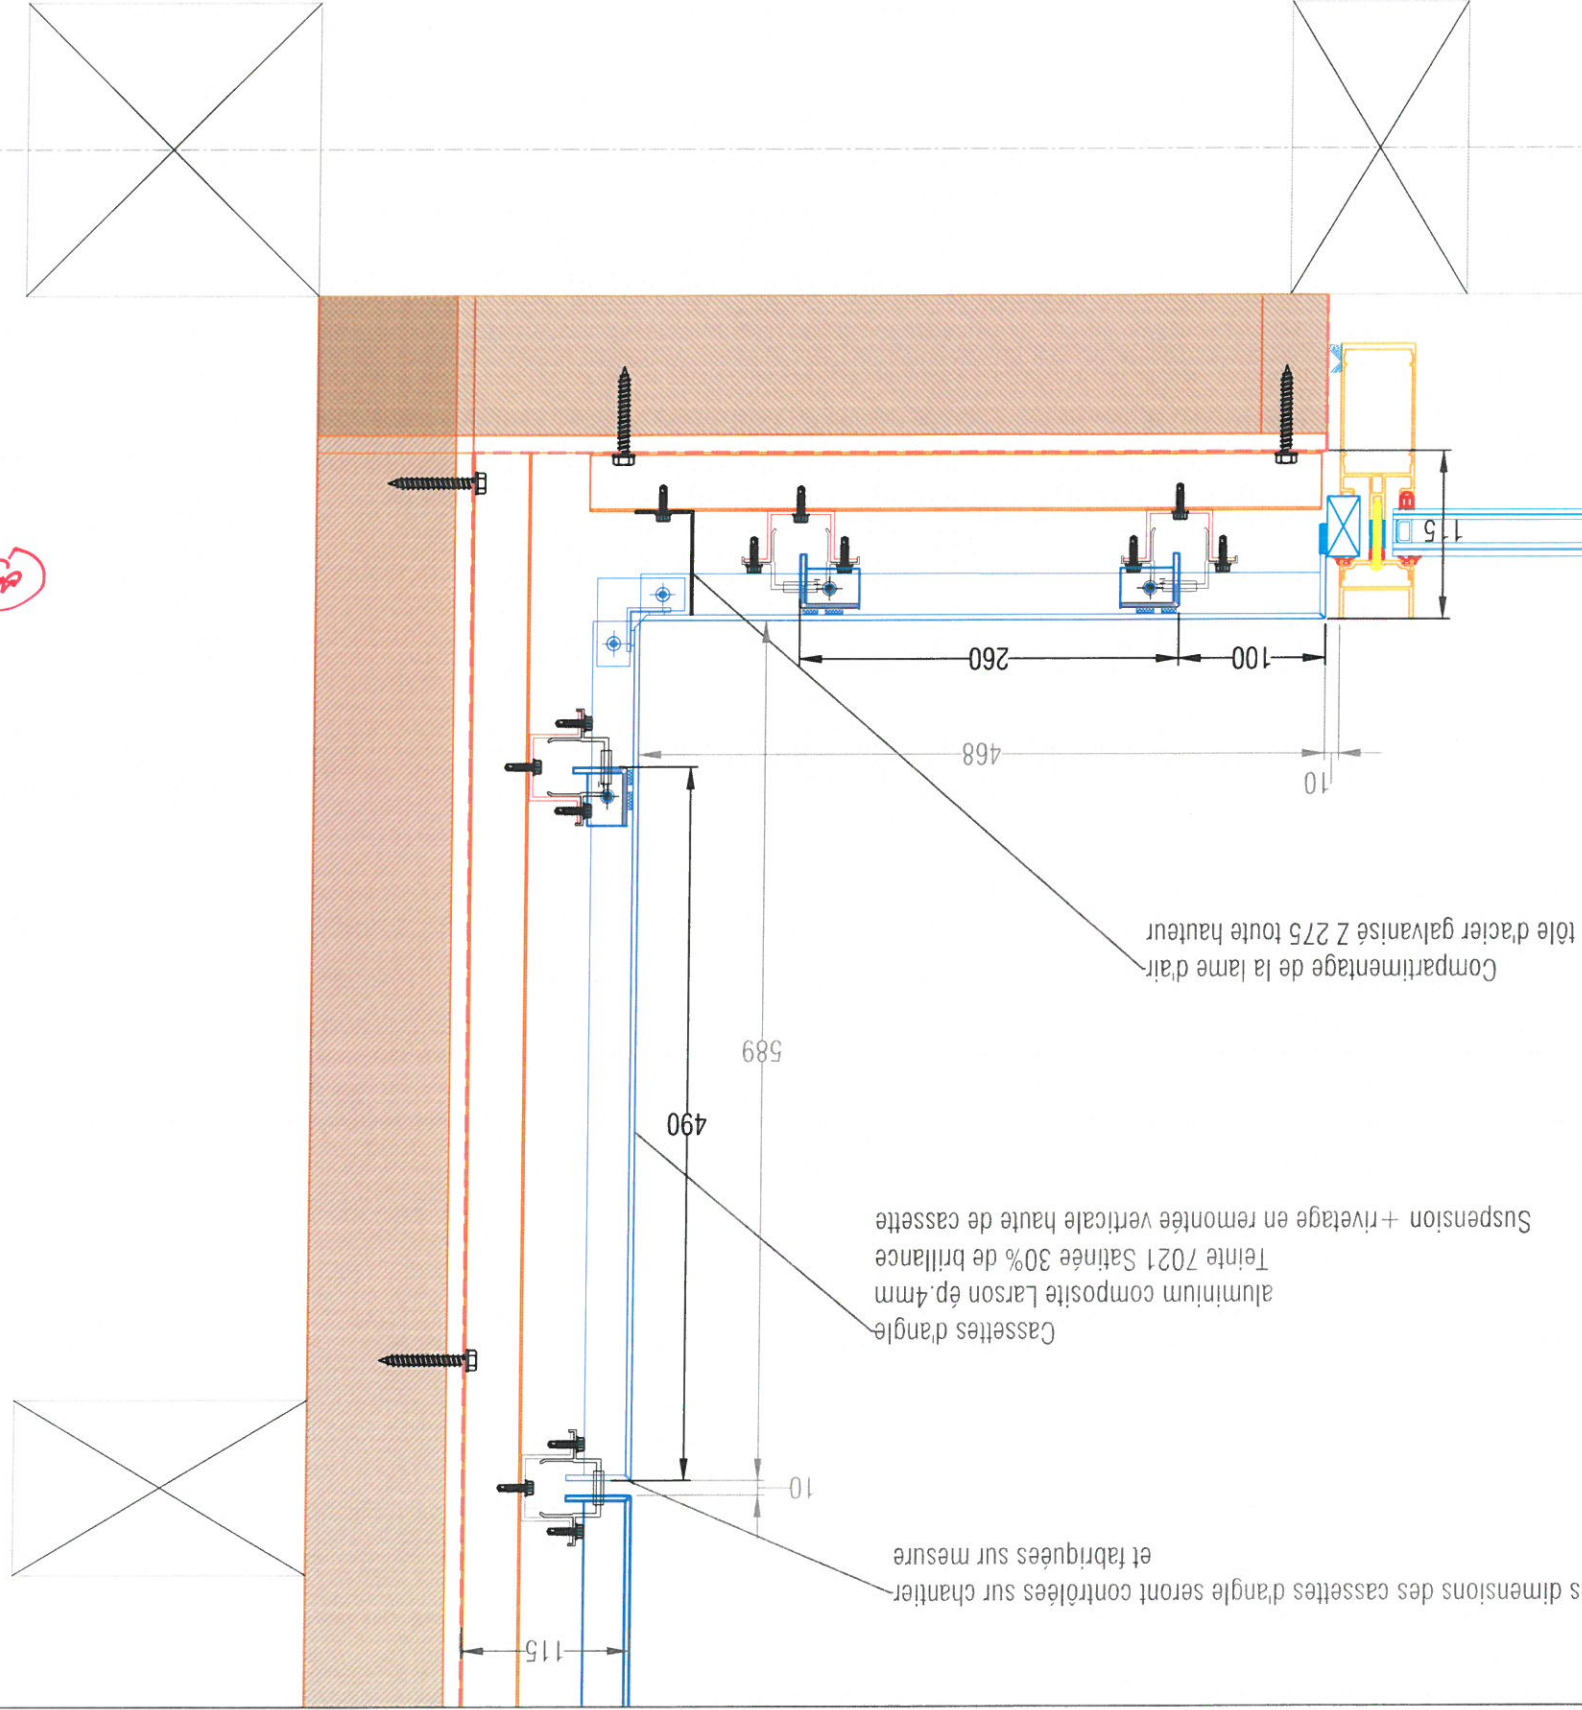 115
s dimensions des cassettes d'angle seront contrôlées sur chantier
et fabriquées sur mesure
10
Cassettes d'angle
aluminium composite Larson ép.4mm
Teinte 7021 Satinée 30% de brillance
Suspension +rivetage en remontée verticale haute de cassette
490
589
Compartimentage de la lame d'air
tôle d'acier galvanisé Z 275 toute hauteur
10
468
100
260
115